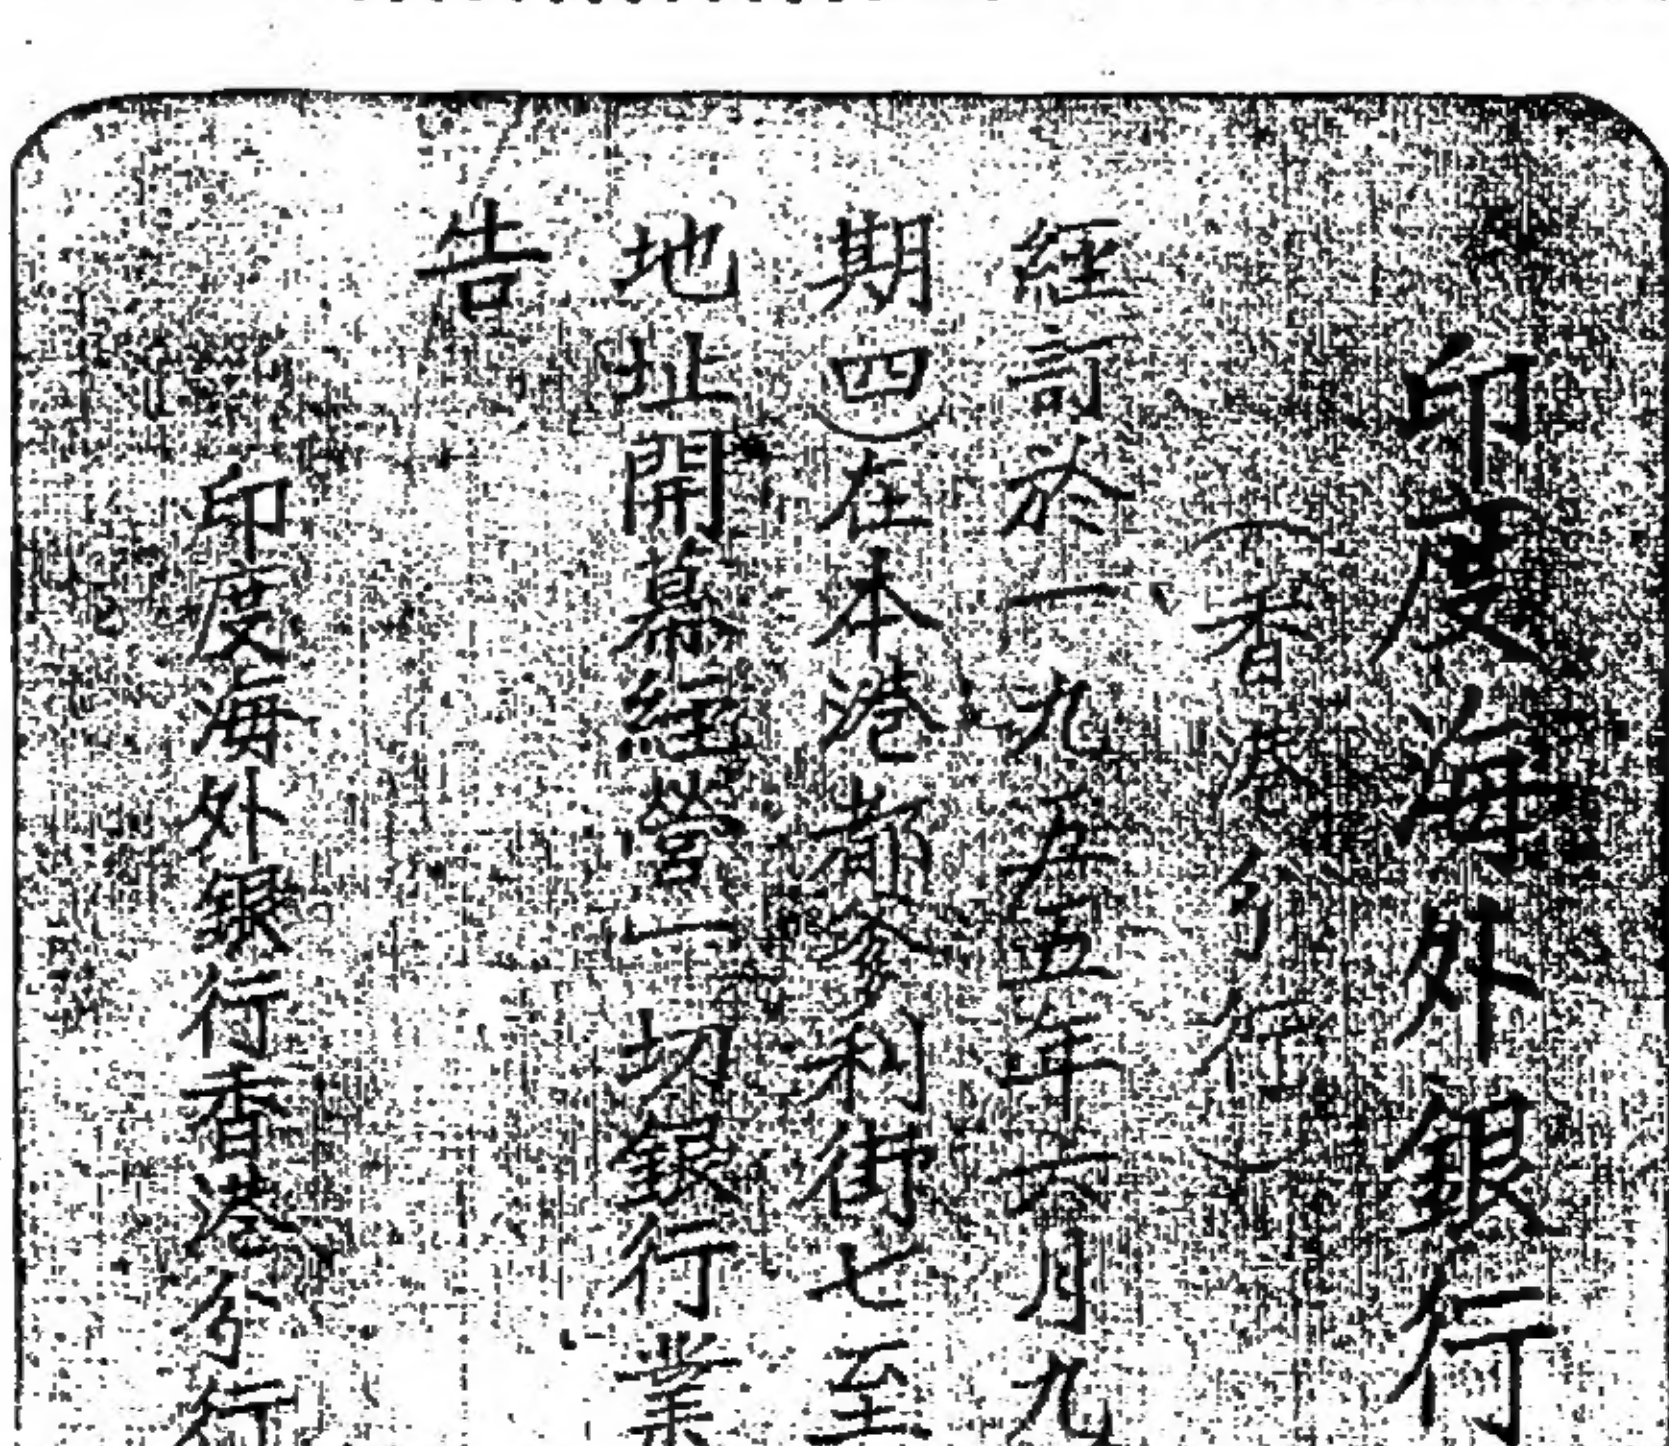 印度海外銀行
（香港分行）
經訂於一九五五年六月九
期四）在本港都爹利街七至
地址開幕經營一切銀行業
告
印度海外銀行香港分行